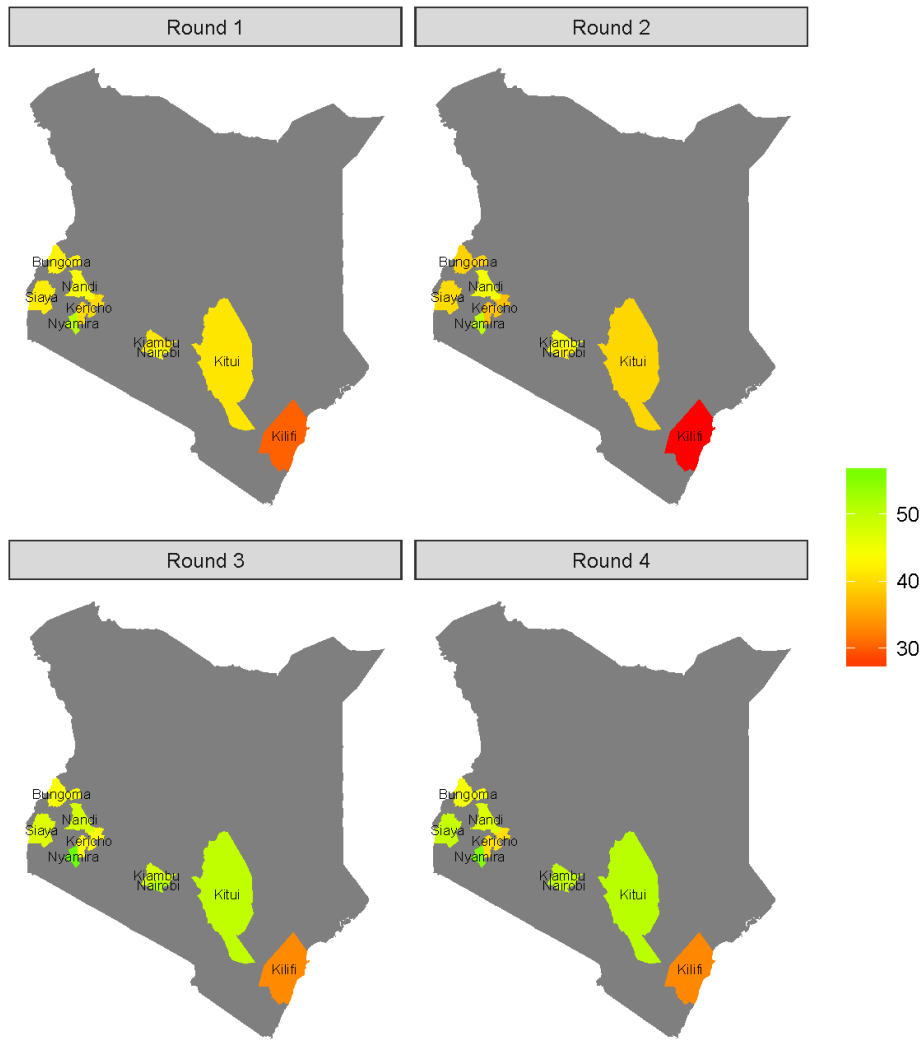 Round 1
Round 2
Bungoma
Nandi
Siaya
Kericho
Nyamira
Kiambu
Nairobi
Kitui
Kilifi
Bungoma
Nandi
Siaya
Kericho
Nyamira
Kiambu
Nairobi
Kitui
Kilifi
50
40
30
Round 3
Round 4
Bungoma
Nandi
Siaya
Kericho
Nyamira
Kiambu
Nairobi
Kitui
Kilifi
Bungoma
Nandi
Siaya
Kericho
Nyamira
Kiambu
Nairobi
Kitui
Kilifi